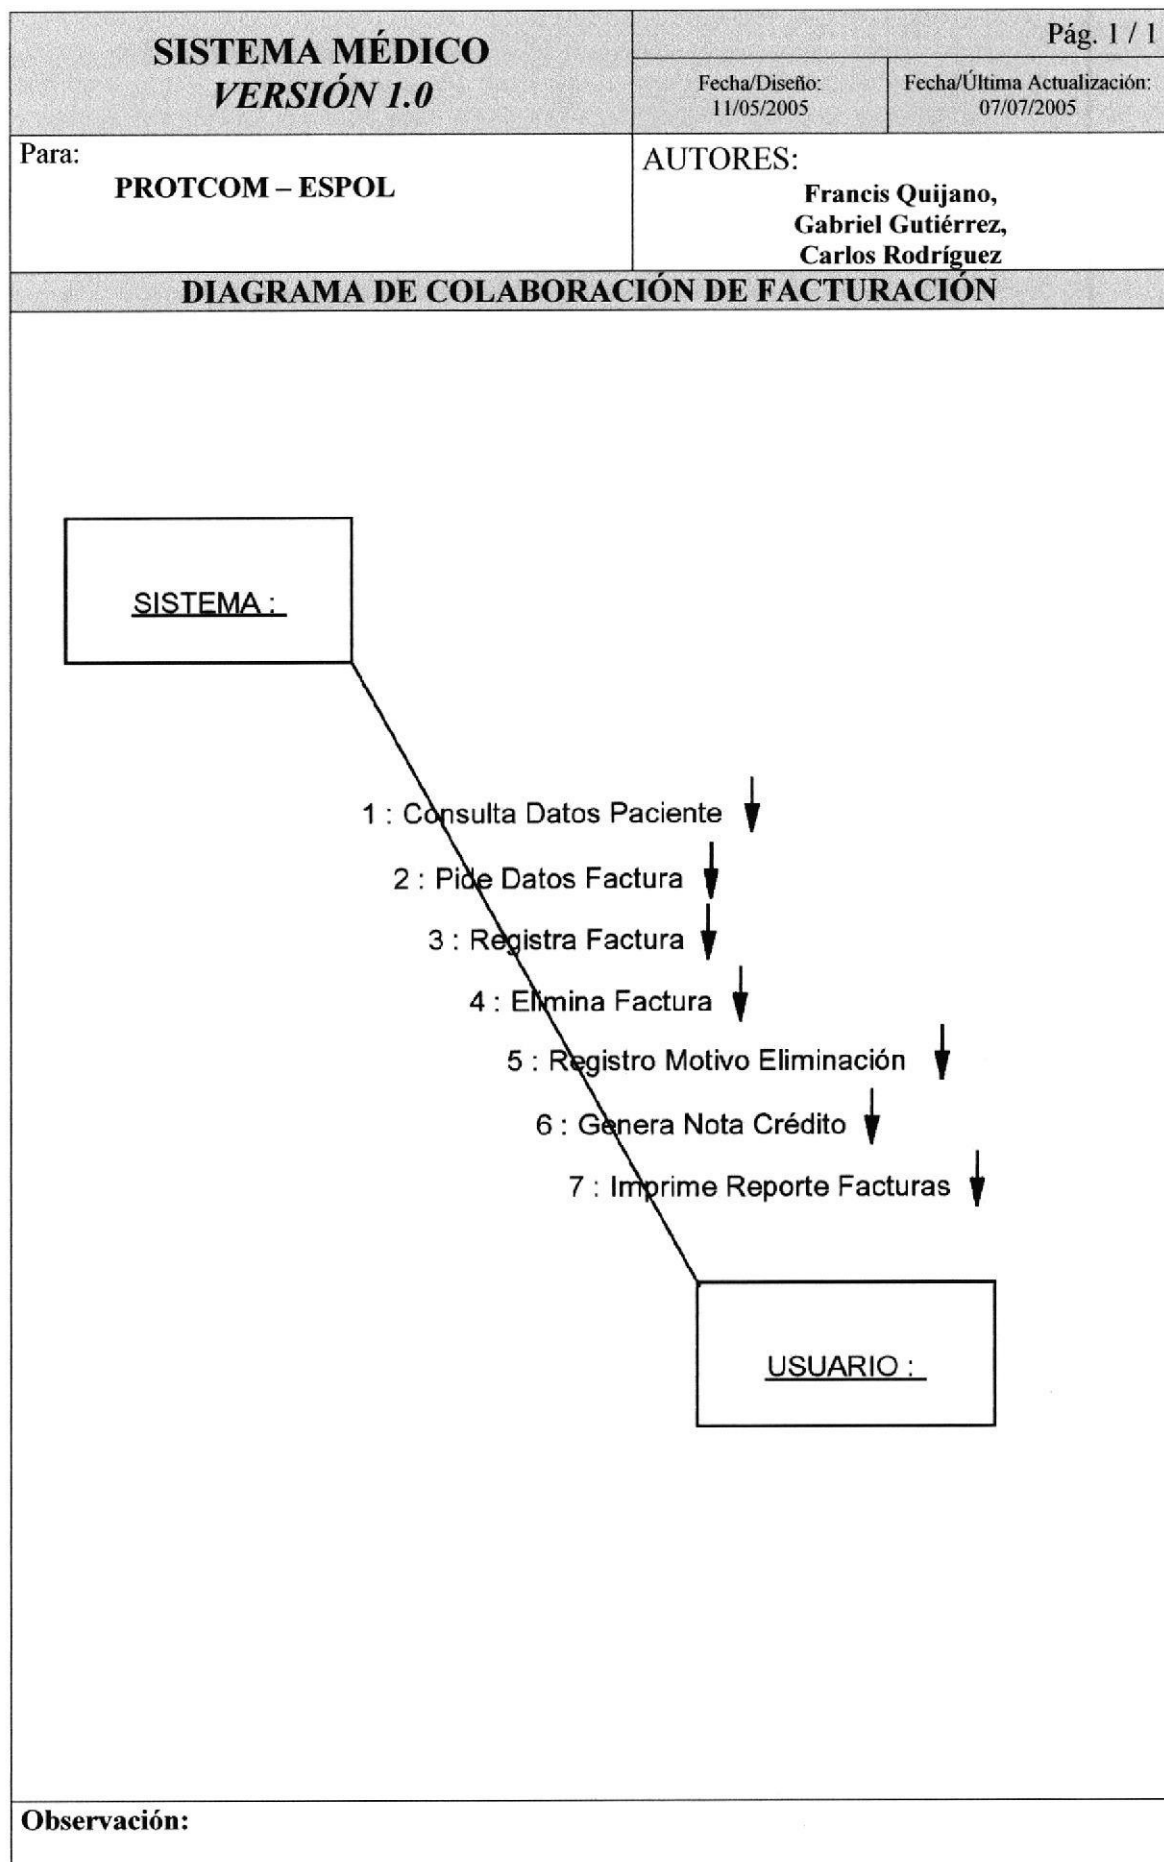 SISTEMA MÉDICO
VERSIÓN 1.0
Pág. 1 / 1
Fecha/Diseño:
11/05/2005
Fecha/Última Actualización:
07/07/2005
Para:
PROTCOM – ESPOL
AUTORES:
Francis Quijano,
Gabriel Gutiérrez,
Carlos Rodríguez
DIAGRAMA DE COLABORACIÓN DE FACTURACIÓN
SISTEMA :
1 : Consulta Datos Paciente
2 : Pide Datos Factura
3 : Registra Factura
4 : Elimina Factura
5 : Registro Motivo Eliminación
6 : Genera Nota Crédito
7 : Imprime Reporte Facturas
USUARIO :
Observación: